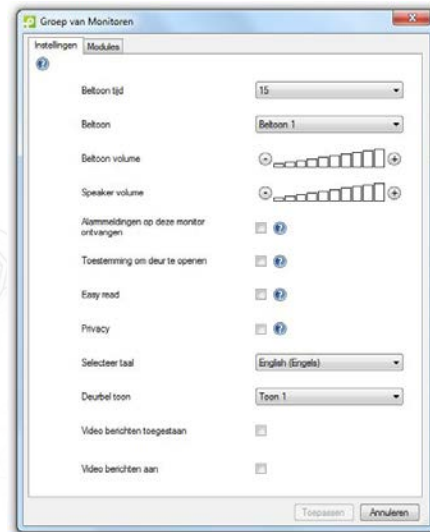 Groep van Monitoren
Instellingen Modules
Beltoon tijd 15
Beltoon Beltoon 1
Beltoon volume
Speaker volume
Alarmmeldingen op deze monitor
ontvangen
Toestemming om deur te openen
Easy read
Privacy
Selecteer taal English (Engels)
Deurbel toon Toon 1
Video berichten toegestaan
Video berichten aan
Toepassen Annuleren